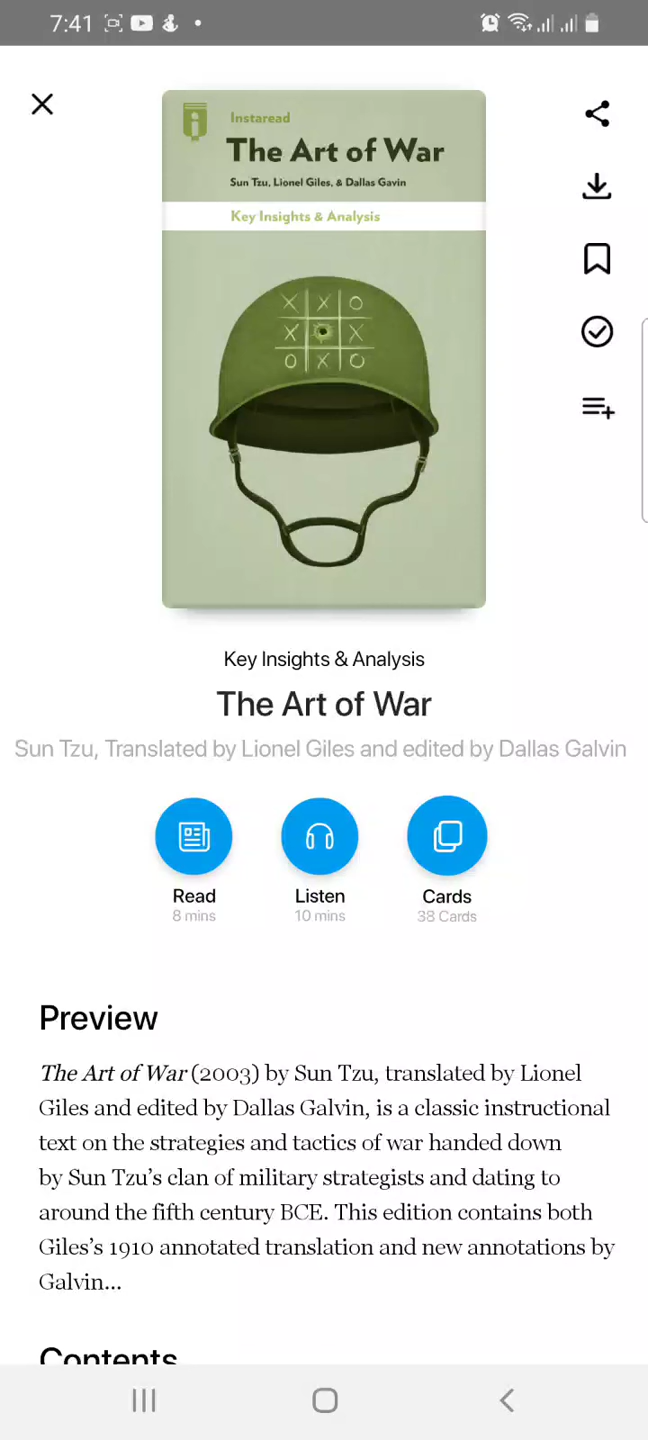 7:41
Instaread
The Art of War
Sun Tzu, Lionel Giles, & Dallas Gavin
Key Insights & Analysis
X X O
X X
O X O
Key Insights & Analysis
The Art of War
Sun Tzu, Translated by Lionel Giles and edited by Dallas Galvin
Read
8 mins
Listen
10 mins
Cards
38 Cards
Preview
The Art of War (2003) by Sun Tzu, translated by Lionel
Giles and edited by Dallas Galvin, is a classic instructional
text on the strategies and tactics of war handed down
by Sun Tzu’s clan of military strategists and dating to
around the fifth century BCE. This edition contains both
Giles’s 1910 annotated translation and new annotations by
Galvin...
Contents